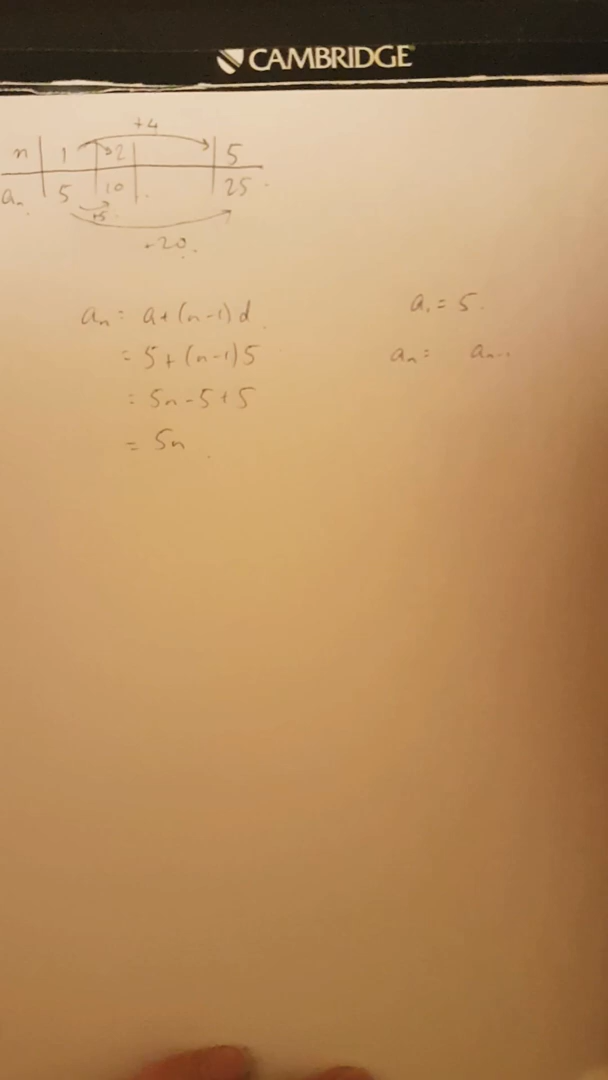 CAMBRIDGE
+4
n 1 2 5
aₙ 5 10 25
+5
+20.
aₙ = a + (n-1)d a₁ = 5.
= 5 + (n-1)5 aₙ = aₙ₋₁
= 5n - 5 + 5
= 5n